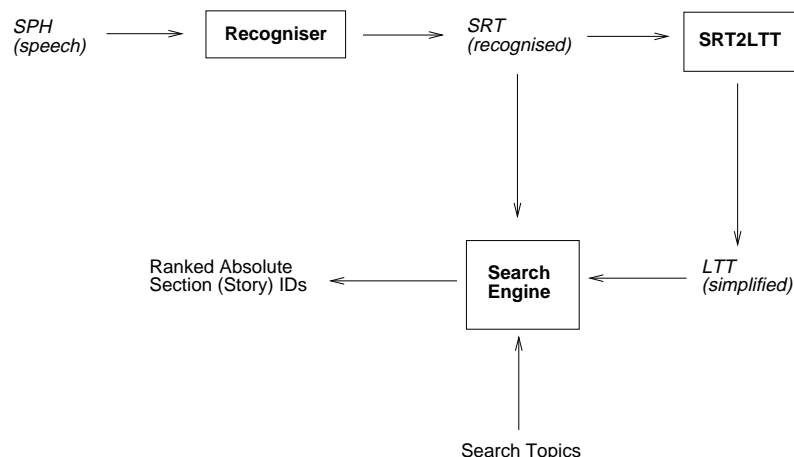 SPH
(speech)
Recogniser
SRT
(recognised)
SRT2LTT
Ranked Absolute
Section (Story) IDs
Search
Engine
LTT
(simplified)
Search Topics